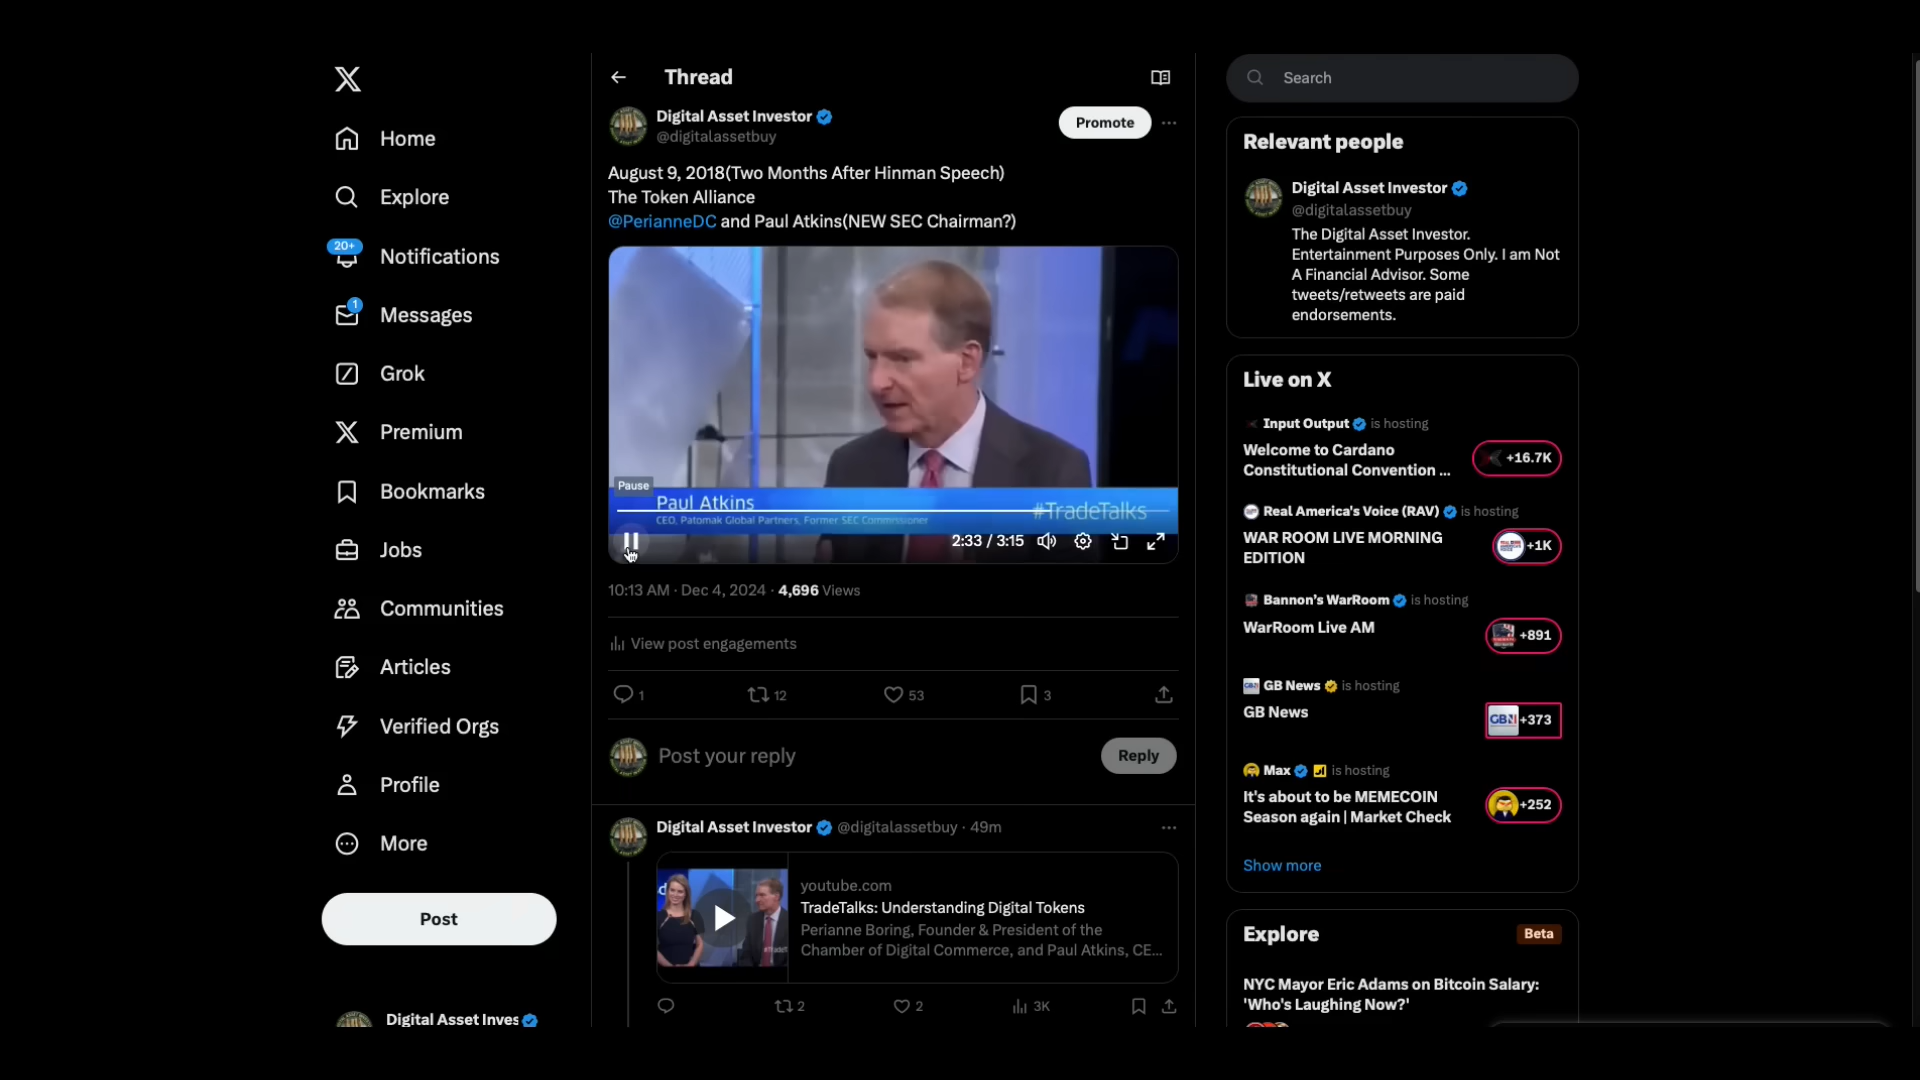 Home
Explore
20+
Notifications
1
Messages
Grok
Premium
Bookmarks
Jobs
Communities
Articles
Verified Orgs
Profile
More
Post
Digital Asset Inves
Thread
Digital Asset Investor
@digitalassetbuy
Promote
August 9, 2018(Two Months After Hinman Speech)
The Token Alliance
@PerianneDC and Paul Atkins(NEW SEC Chairman?)
Pause
Paul Atkins
CEO, Patomak Global Partners, Former SEC Commissioner
#TradeTalks
2:33 / 3:15
10:13 AM · Dec 4, 2024 · 4,696 Views
View post engagements
1 12 53 3
Post your reply
Reply
Digital Asset Investor @digitalassetbuy · 49m
youtube.com
TradeTalks: Understanding Digital Tokens
Perianne Boring, Founder & President of the
Chamber of Digital Commerce, and Paul Atkins, CE...
2 2 3K
Search
Relevant people
Digital Asset Investor
@digitalassetbuy
The Digital Asset Investor.
Entertainment Purposes Only. I am Not
A Financial Advisor. Some
tweets/retweets are paid
endorsements.
Live on X
Input Output is hosting
Welcome to Cardano
Constitutional Convention ...
+16.7K
Real America's Voice (RAV) is hosting
WAR ROOM LIVE MORNING
EDITION
+1K
Bannon's WarRoom is hosting
WarRoom Live AM
+891
GB News is hosting
GB News
GBN +373
Max is hosting
It's about to be MEMECOIN
Season again | Market Check
+252
Show more
Explore
Beta
NYC Mayor Eric Adams on Bitcoin Salary:
'Who's Laughing Now?'